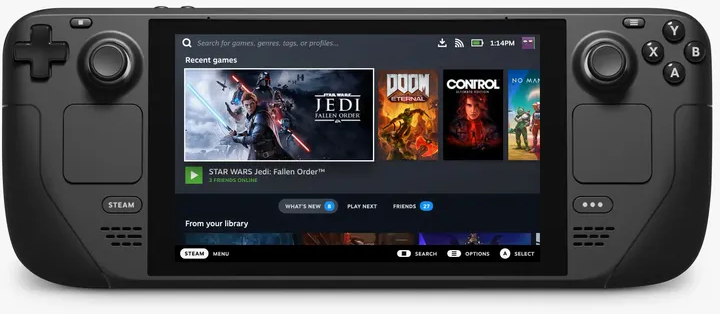 Search for games, genres, tags, or profiles...
1:14PM
Recent games
STAR WARS
JEDI
FALLEN ORDER
DOOM
ETERNAL
CONTROL
ULTIMATE EDITION
NO MAN
STAR WARS Jedi: Fallen Order™
3 FRIENDS ONLINE
WHAT'S NEW 8 PLAY NEXT FRIENDS 27
From your library
STEAM MENU SEARCH OPTIONS A SELECT
Y
X B
A
STEAM